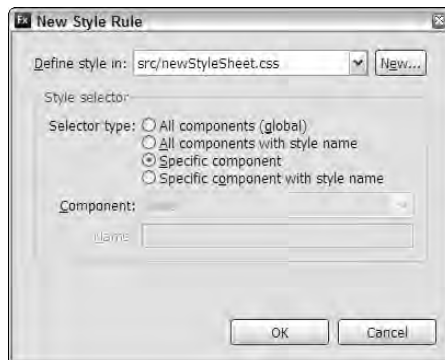 Fx New Style Rule
Define style in: src/newStyleSheet.css New...
Style selector
Selector type: All components (global)
All components with style name
Specific component
Specific component with style name
Component:
Name:
OK Cancel